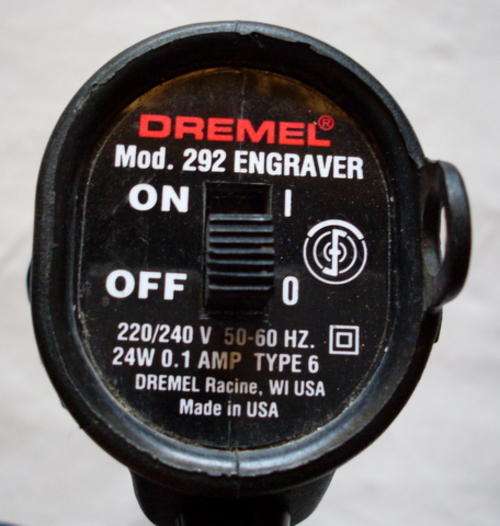 DREMEL®
Mod. 292 ENGRAVER
ON I
OFF 0
220/240 V 50-60 HZ.
24W 0.1 AMP TYPE 6
DREMEL Racine, WI USA
Made in USA